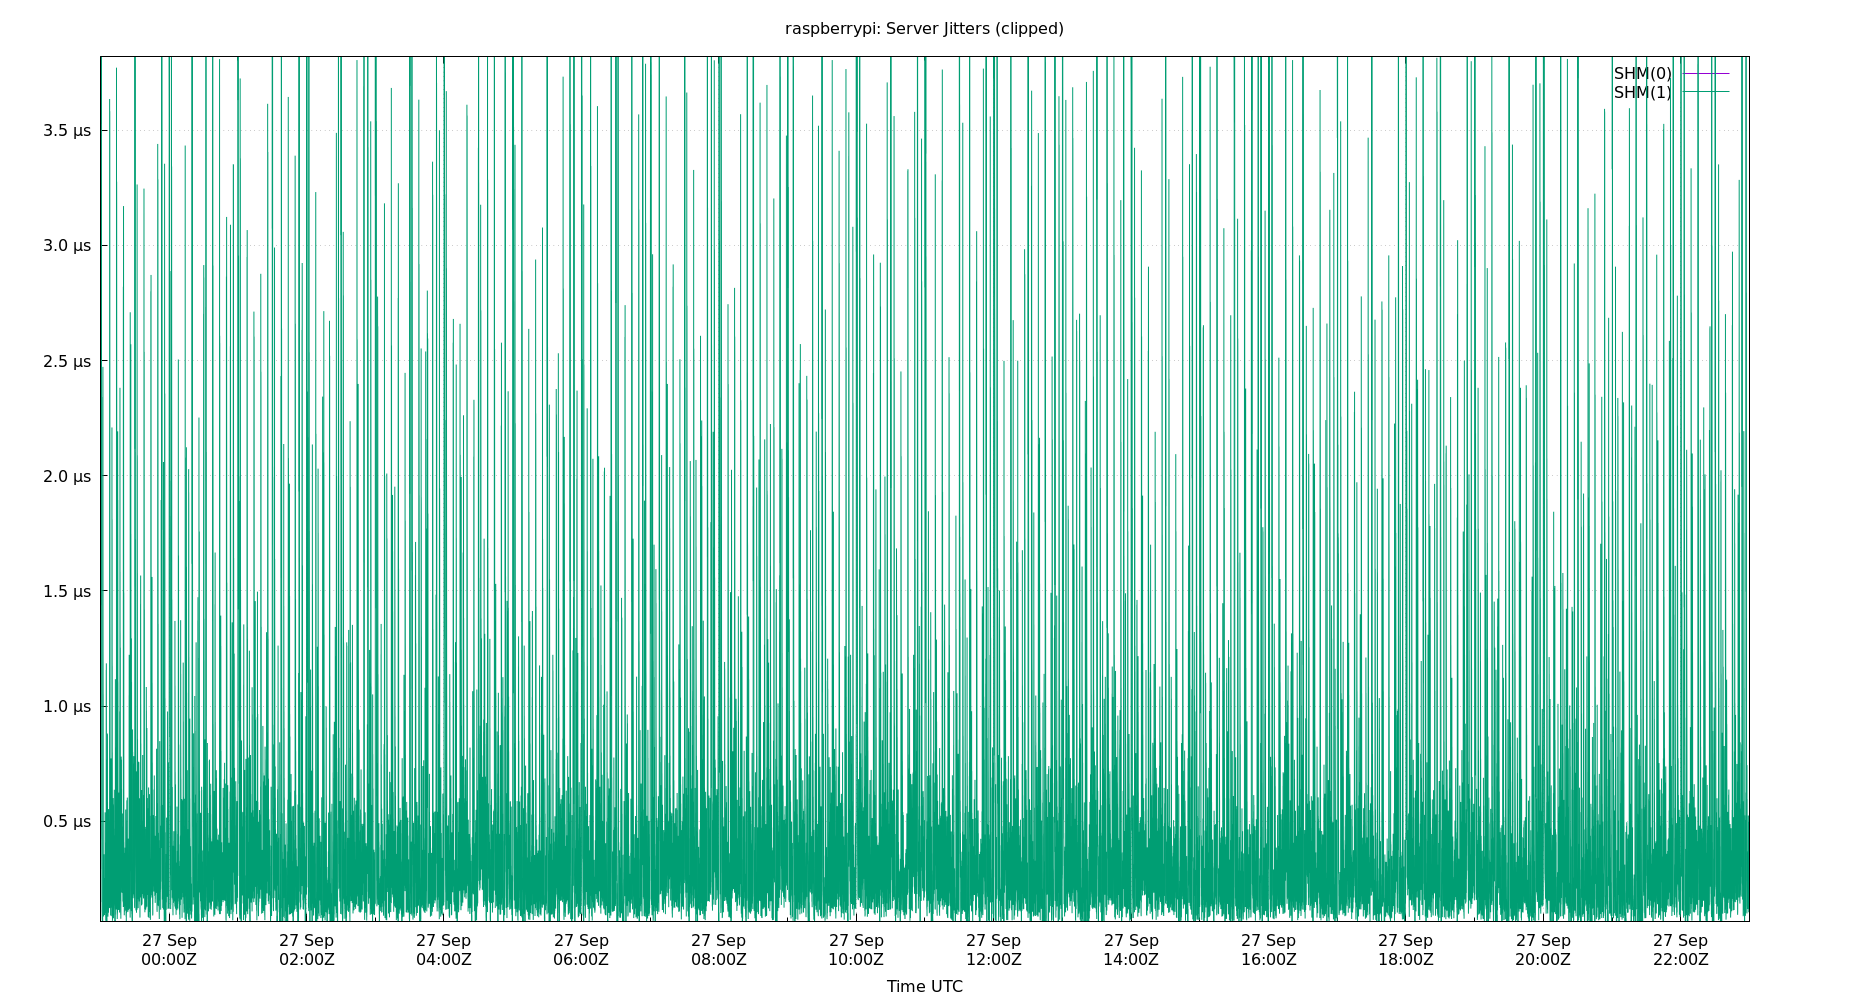 raspberrypi: Server Jitters (clipped)
SHM(0)
SHM(1)
3.5 µs
3.0 µs
2.5 µs
2.0 µs
1.5 µs
1.0 µs
0.5 µs
27 Sep 27 Sep 27 Sep 27 Sep 27 Sep 27 Sep 27 Sep 27 Sep 27 Sep 27 Sep 27 Sep 27 Sep
00:00Z 02:00Z 04:00Z 06:00Z 08:00Z 10:00Z 12:00Z 14:00Z 16:00Z 18:00Z 20:00Z 22:00Z
Time UTC